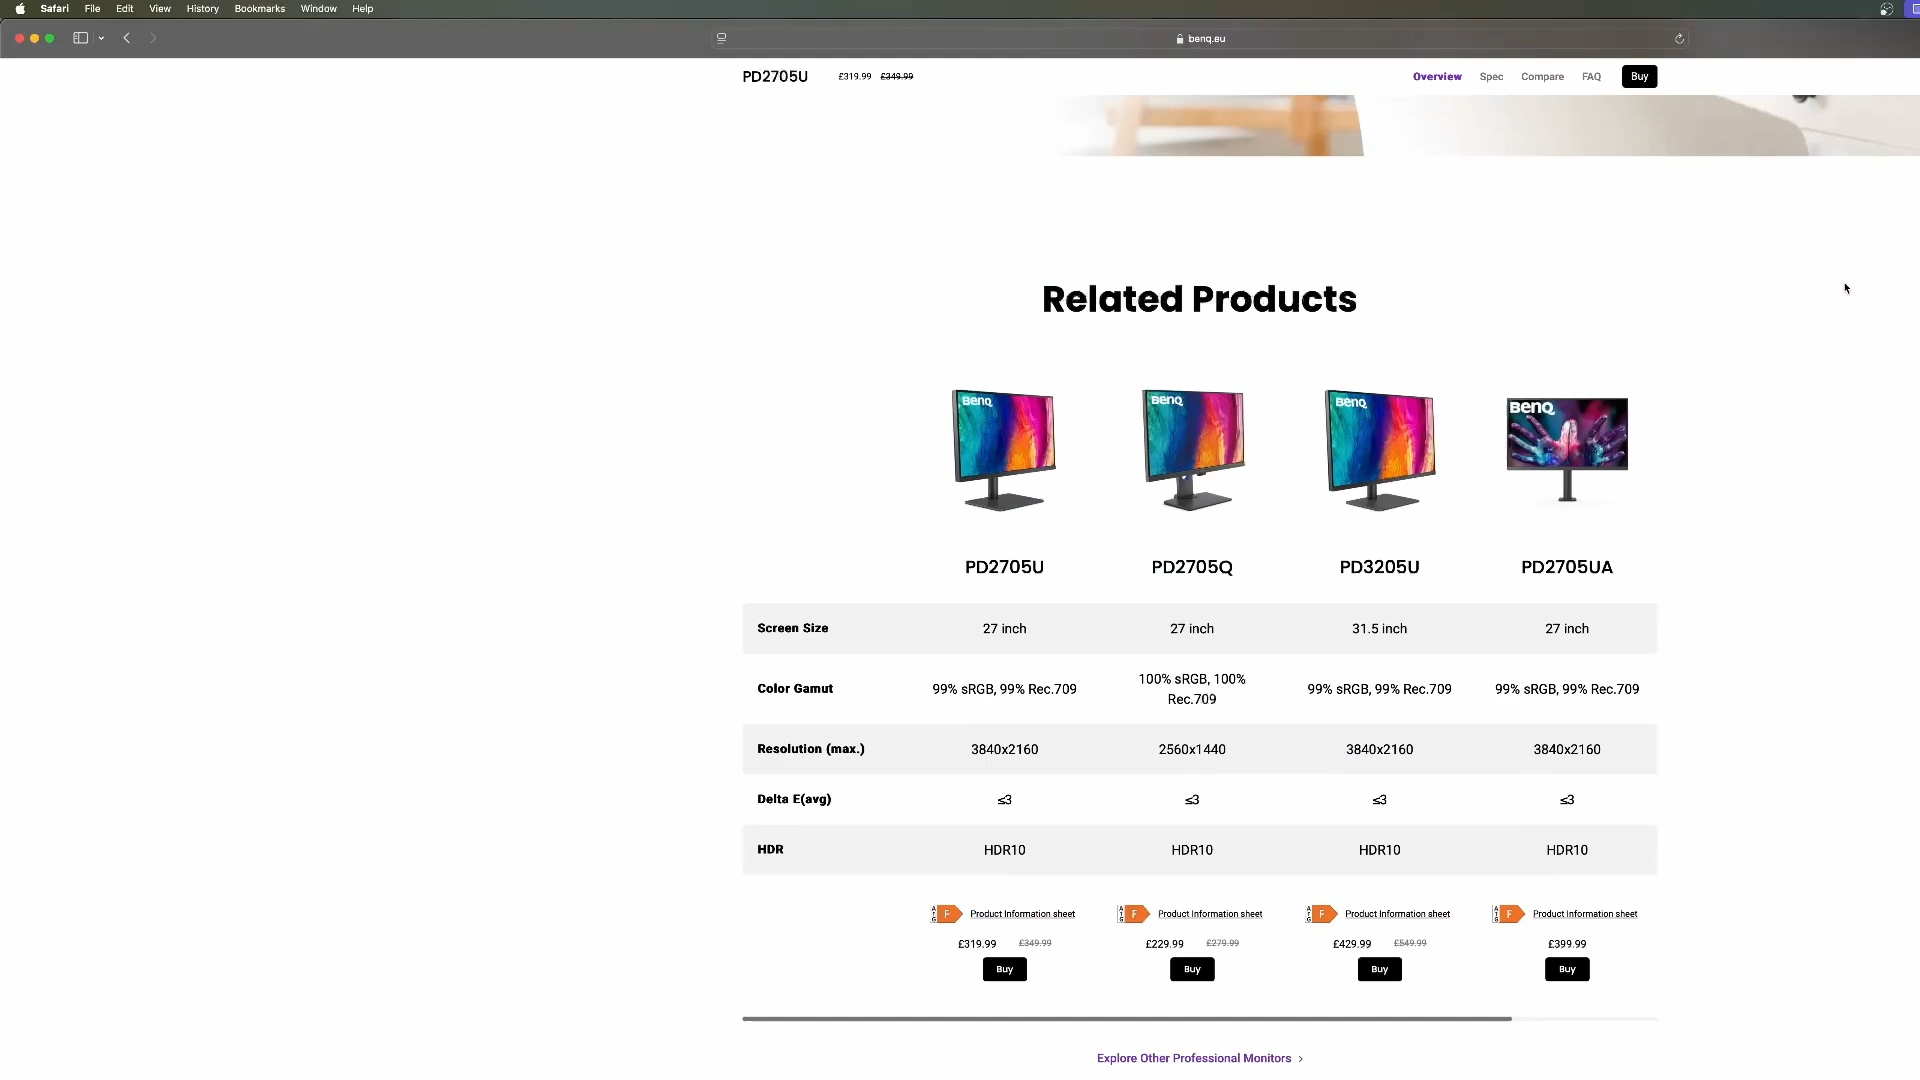 Safari File Edit View History Bookmarks Window Help
benq.eu
PD2705U £319.99 £349.99 Overview Spec Compare FAQ Buy
Related Products
BenQ BenQ BenQ BenQ
PD2705U PD2705Q PD3205U PD2705UA
Screen Size 27 inch 27 inch 31.5 inch 27 inch
Color Gamut 99% sRGB, 99% Rec.709 100% sRGB, 100% Rec.709 99% sRGB, 99% Rec.709 99% sRGB, 99% Rec.709
Resolution (max.) 3840x2160 2560x1440 3840x2160 3840x2160
Delta E(avg) ≤3 ≤3 ≤3 ≤3
HDR HDR10 HDR10 HDR10 HDR10
A G F Product Information sheet A G F Product Information sheet A G F Product Information sheet A G F Product Information sheet
£319.99 £349.99 £229.99 £279.99 £429.99 £549.99 £399.99
Buy Buy Buy Buy
Explore Other Professional Monitors